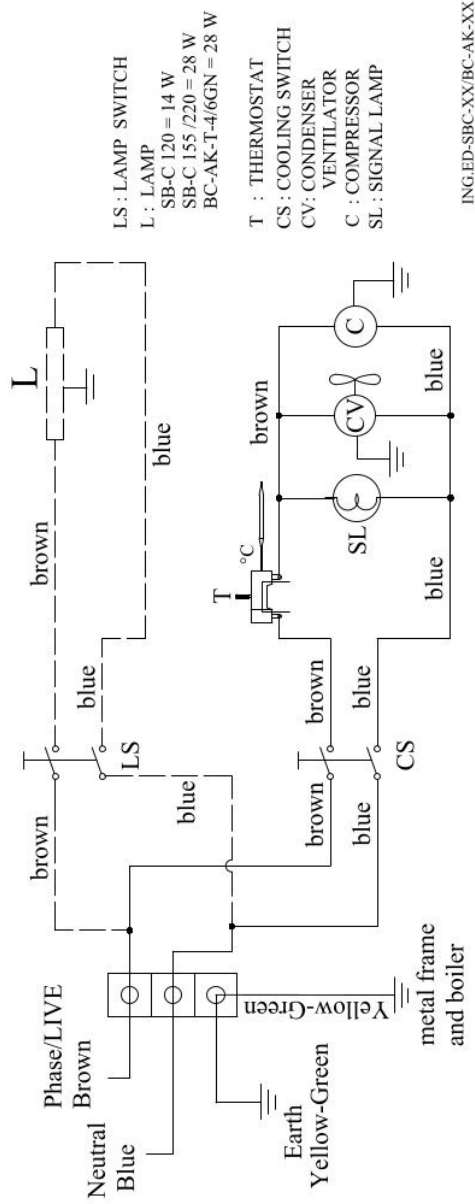 Phase/LIVE
Brown
Neutral
Blue
Earth
Yellow-Green
Yellow-Green
metal frame
and boiler
brown
blue
LS
brown
blue
brown
blue
L
blue
brown
blue
CS
brown
blue
T
°C
SL
brown
CV
C
blue
blue
LS : LAMP SWITCH
L : LAMP
SB-C 120 = 14 W
SB-C 155 /220 = 28 W
BC-AK-T-4/6GN = 28 W
T : THERMOSTAT
CS : COOLING SWITCH
CV: CONDENSER
VENTILATOR
C : COMPRESSOR
SL : SIGNAL LAMP
ING.ED-SBC-XX/BC-AK-XX